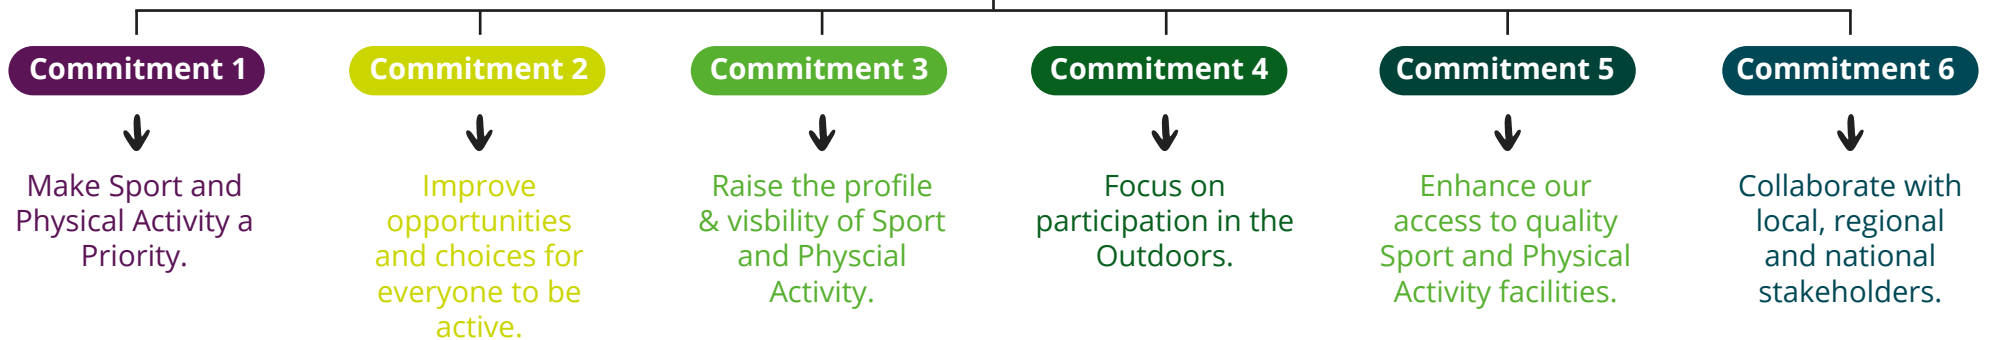 Commitment 1
Make Sport and
Physical Activity a
Priority.
Commitment 2
Improve
opportunities
and choices for
everyone to be
active.
Commitment 3
Raise the profile
& visbility of Sport
and Physcial
Activity.
Commitment 4
Focus on
participation in the
Outdoors.
Commitment 5
Enhance our
access to quality
Sport and Physical
Activity facilities.
Commitment 6
Collaborate with
local, regional
and national
stakeholders.